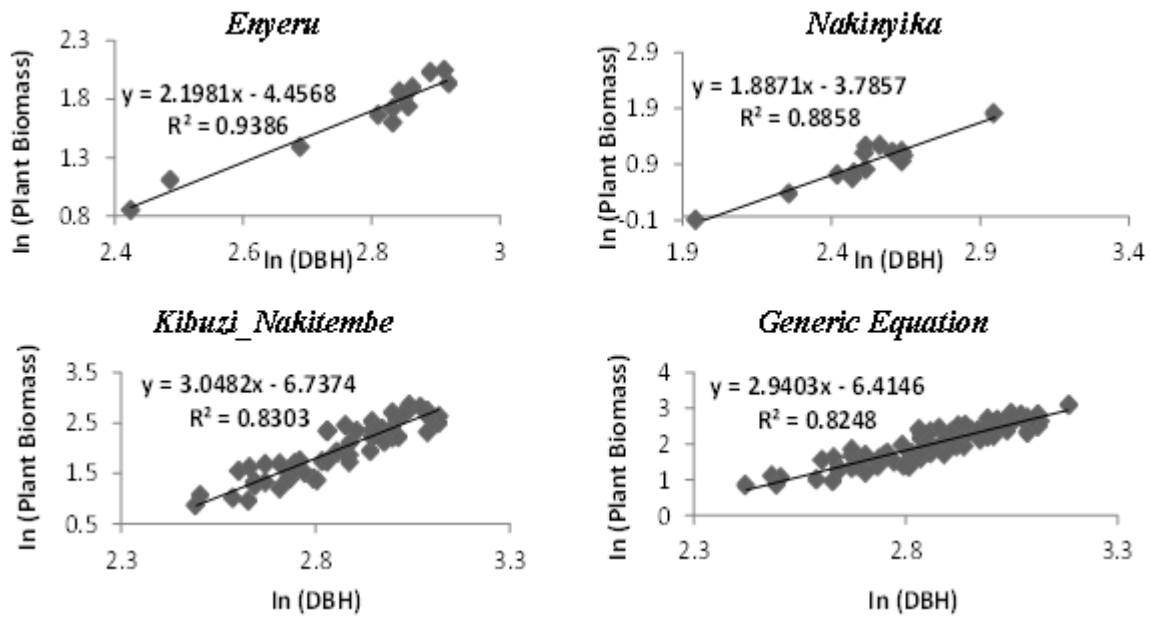 Enyeru
ln (Plant Biomass)
2.3
1.8
1.3
0.8
y = 2.1981x - 4.4568
R² = 0.9386
2.4 2.6 2.8 3
ln (DBH)
Nakinyika
ln (Plant Biomass)
2.9
1.9
0.9
-0.1
y = 1.8871x - 3.7857
R² = 0.8858
1.9 2.4 2.9 3.4
ln (DBH)
Kibuzi_Nakitembe
ln (Plant Biomass)
3.5
2.5
1.5
0.5
y = 3.0482x - 6.7374
R² = 0.8303
2.3 2.8 3.3
ln (DBH)
Generic Equation
ln (Plant Biomass)
4
3
2
1
0
y = 2.9403x - 6.4146
R² = 0.8248
2.3 2.8 3.3
ln (DBH)